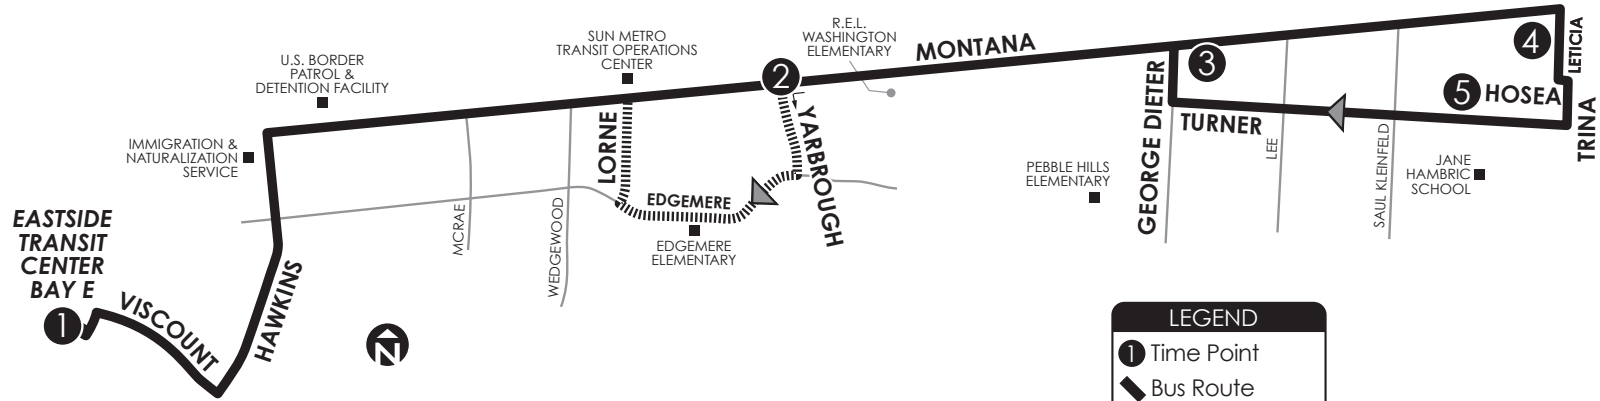 R.E.L.
WASHINGTON
ELEMENTARY
SUN METRO
TRANSIT OPERATIONS
CENTER
MONTANA
U.S. BORDER
PATROL &
DETENTION FACILITY
2
3
4
LETICIA
5
HOSEA
TRINA
IMMIGRATION &
NATURALIZATION
SERVICE
LORNE
YARBROUGH
GEORGE DIETER
TURNER
LEE
SAUL KLEINFELD
PEBBLE HILLS
ELEMENTARY
JANE
HAMBRIC
SCHOOL
EDGEMERE
EDGEMERE
ELEMENTARY
MCRAE
WEDGEWOOD
EASTSIDE
TRANSIT
CENTER
BAY E
1
VISCOUNT
HAWKINS
N
LEGEND
1 Time Point
Bus Route